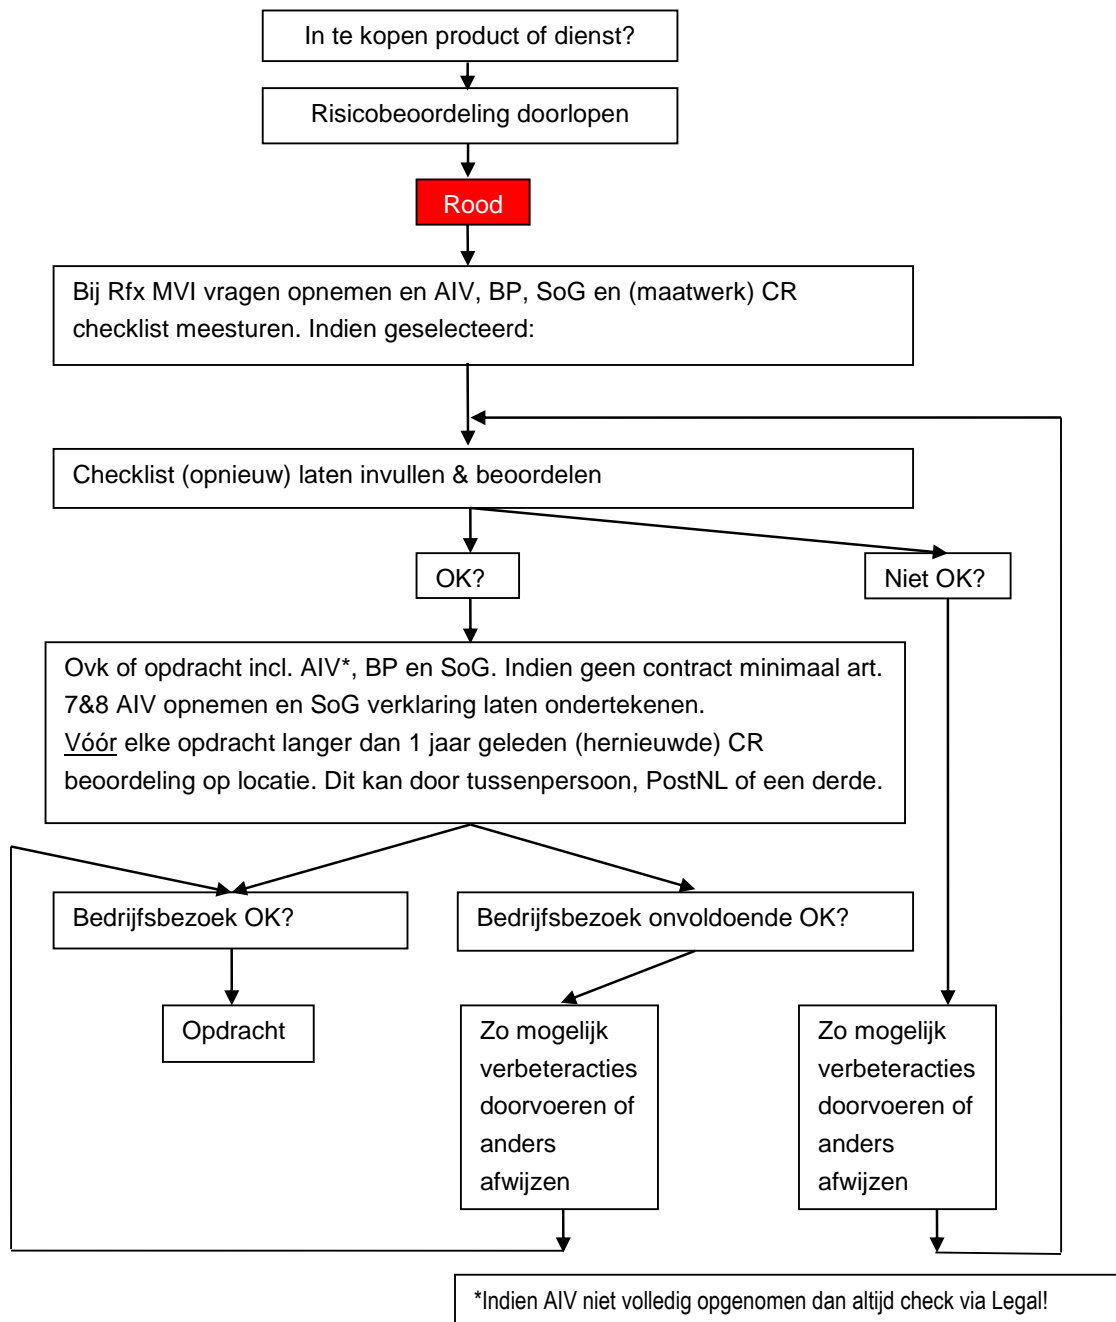 In te kopen product of dienst?
Risicobeoordeling doorlopen
Rood
Bij Rfx MVI vragen opnemen en AIV, BP, SoG en (maatwerk) CR
checklist meesturen. Indien geselecteerd:
Checklist (opnieuw) laten invullen & beoordelen
OK?
Niet OK?
Ovk of opdracht incl. AIV*, BP en SoG. Indien geen contract minimaal art.
7&8 AIV opnemen en SoG verklaring laten ondertekenen.
Vóór elke opdracht langer dan 1 jaar geleden (hernieuwde) CR
beoordeling op locatie. Dit kan door tussenpersoon, PostNL of een derde.
Bedrijfsbezoek OK?
Bedrijfsbezoek onvoldoende OK?
Opdracht
Zo mogelijk
verbeteracties
doorvoeren of
anders
afwijzen
Zo mogelijk
verbeteracties
doorvoeren of
anders
afwijzen
*Indien AIV niet volledig opgenomen dan altijd check via Legal!